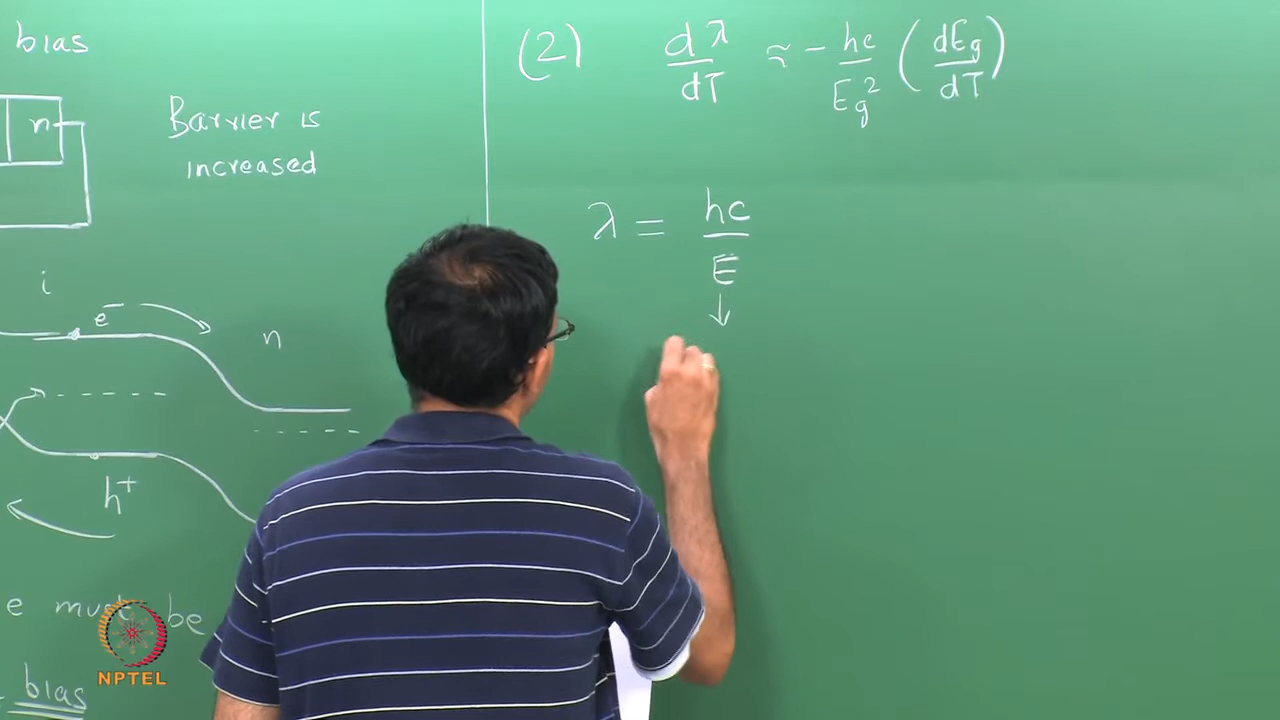 bias
n
Barrier is
increased
i
e⁻
n
h⁺
e must be
bias
(2) dλ/dT ≈ - hc/Eg² (dEg/dT)
λ = hc/E
↓
NPTEL